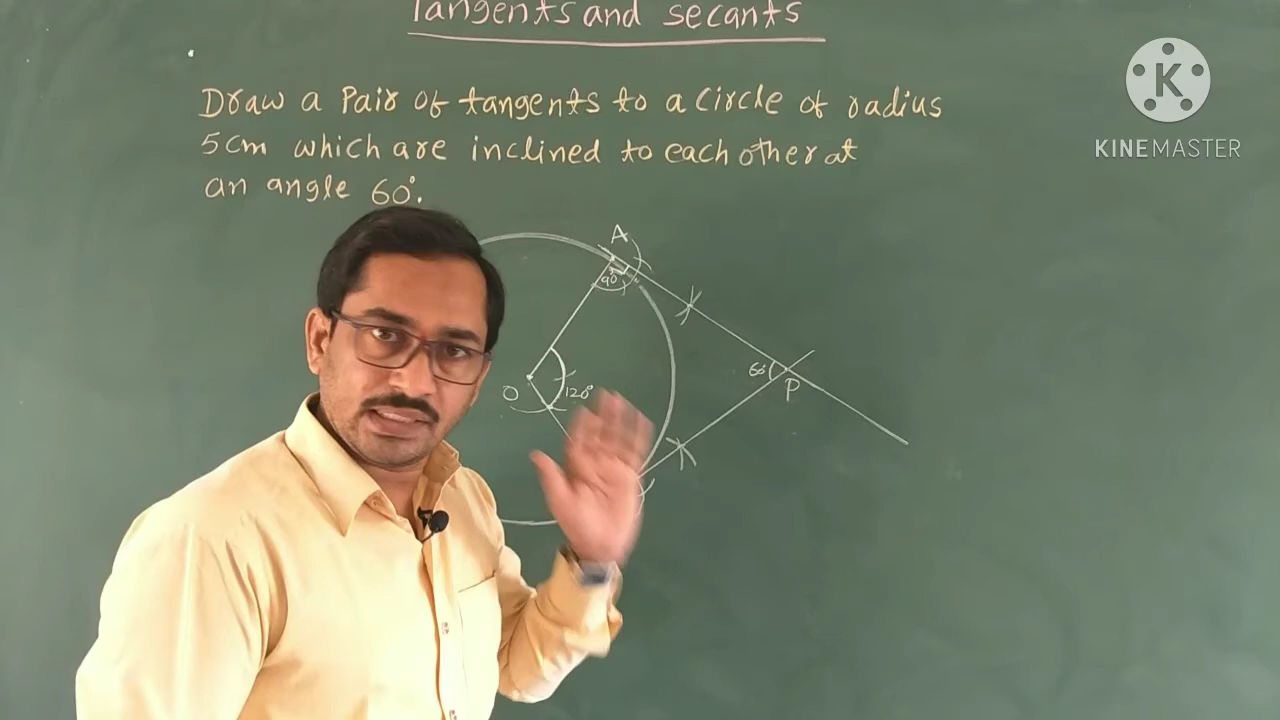 Tangents and secants
Draw a Pair of tangents to a circle of radius
5cm which are inclined to each other at
an angle 60°.
A
90°
60°
P
O
120°
K
KINEMASTER